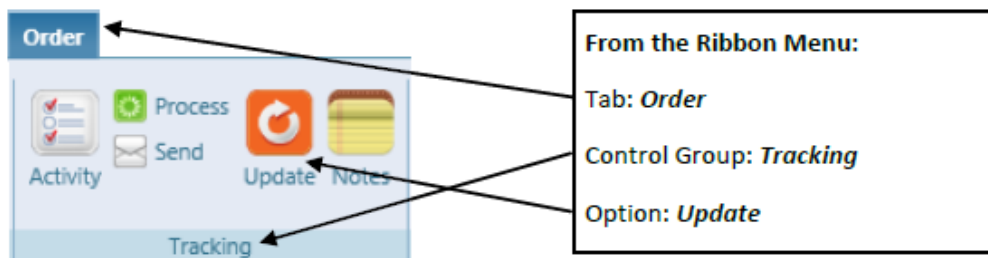 Order
Process
Send
Activity
Update
Notes
Tracking
From the Ribbon Menu:
Tab: Order
Control Group: Tracking
Option: Update